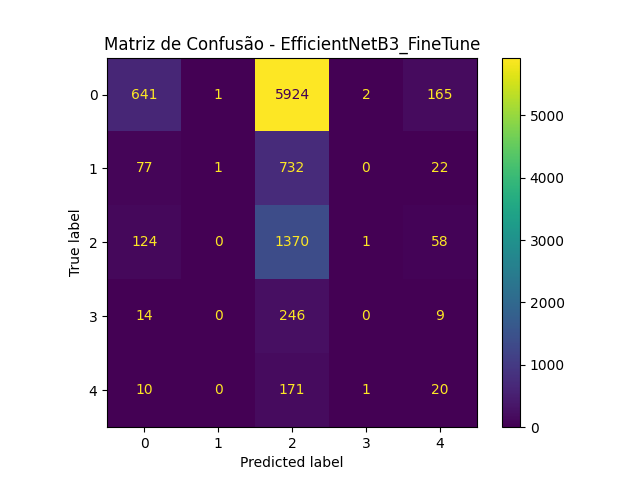 Matriz de Confusão - EfficientNetB3_FineTune
0 641 1 5924 2 165
1 77 1 732 0 22
2 124 0 1370 1 58
3 14 0 246 0 9
4 10 0 171 1 20
0 1 2 3 4
Predicted label
True label
5000
4000
3000
2000
1000
0